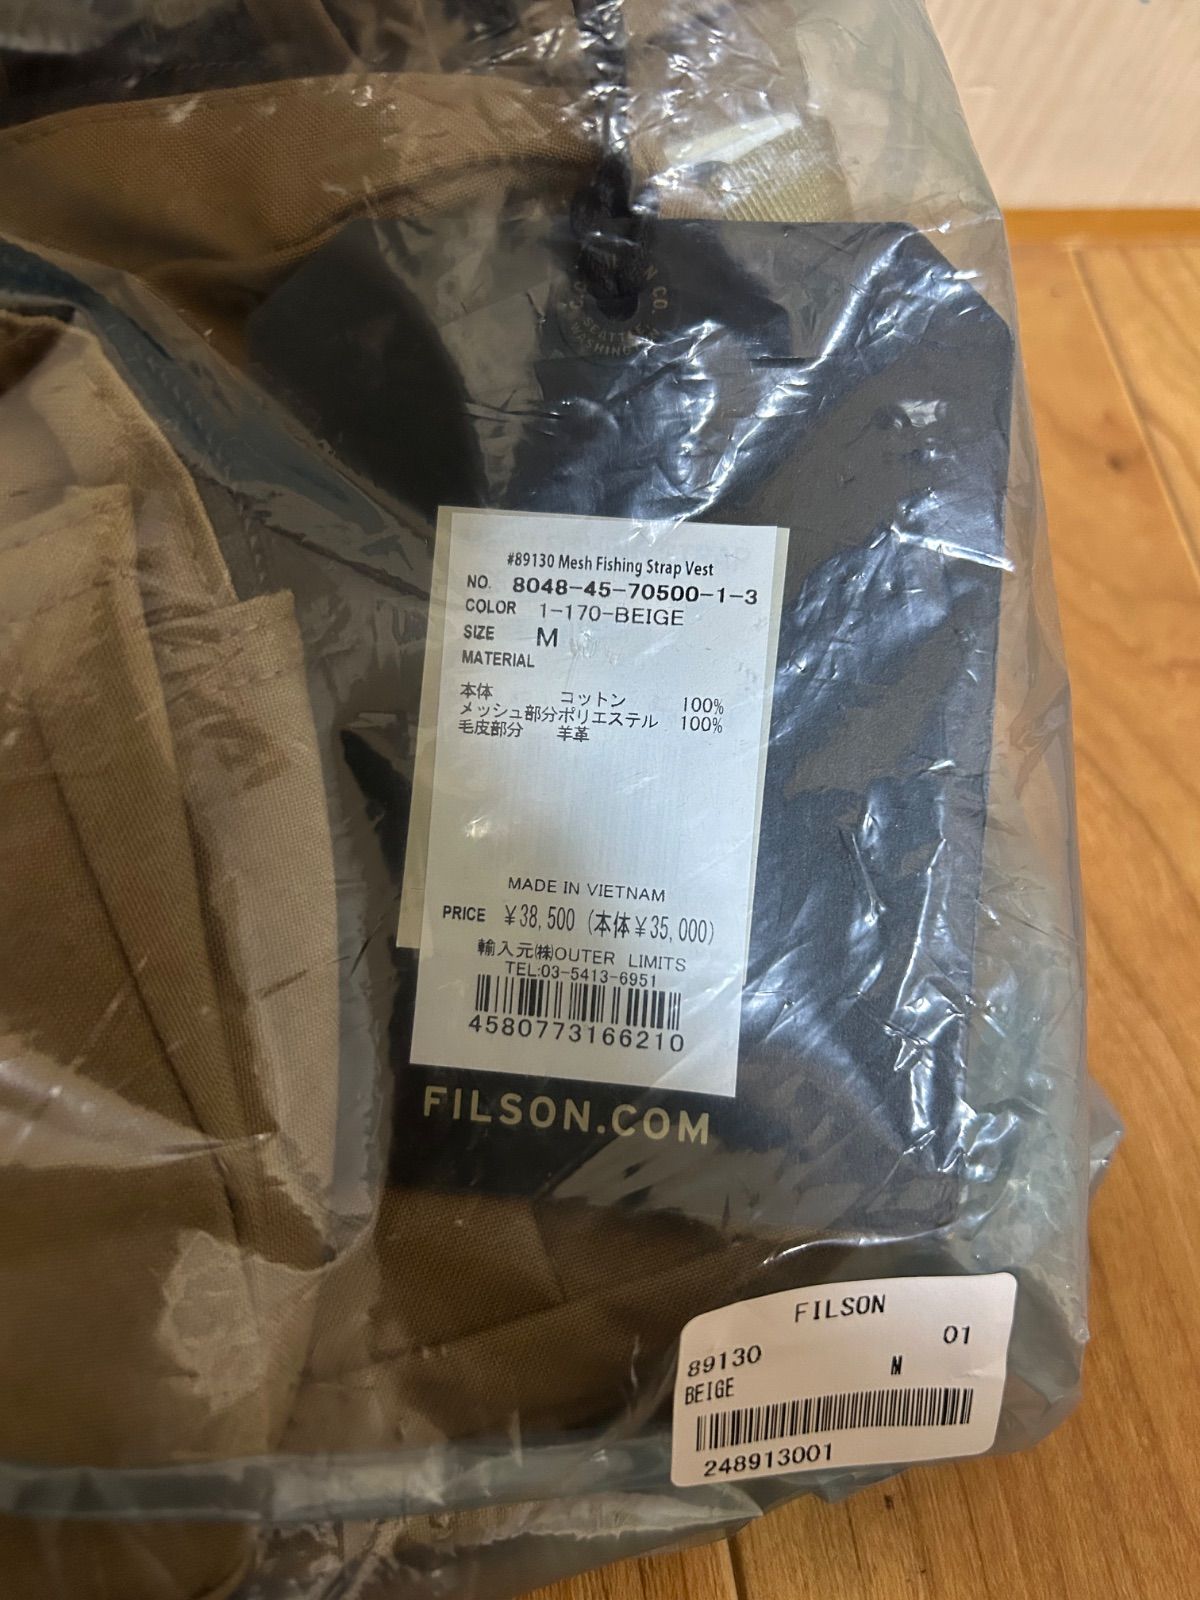 CO.
SEATTLE
#89130 Mesh Fishing Strap Vest
NO. 8048-45-70500-1-3
COLOR 1-170-BEIGE
SIZE M
MATERIAL
本体 コットン 100%
メッシュ部分ポリエステル 100%
毛皮部分 羊革
MADE IN VIETNAM
PRICE ¥38,500 (本体¥35,000)
輸入元㈱OUTER LIMITS
TEL:03-5413-6951
4580773166210
FILSON.COM
FILSON
01
89130 M
BEIGE
248913001